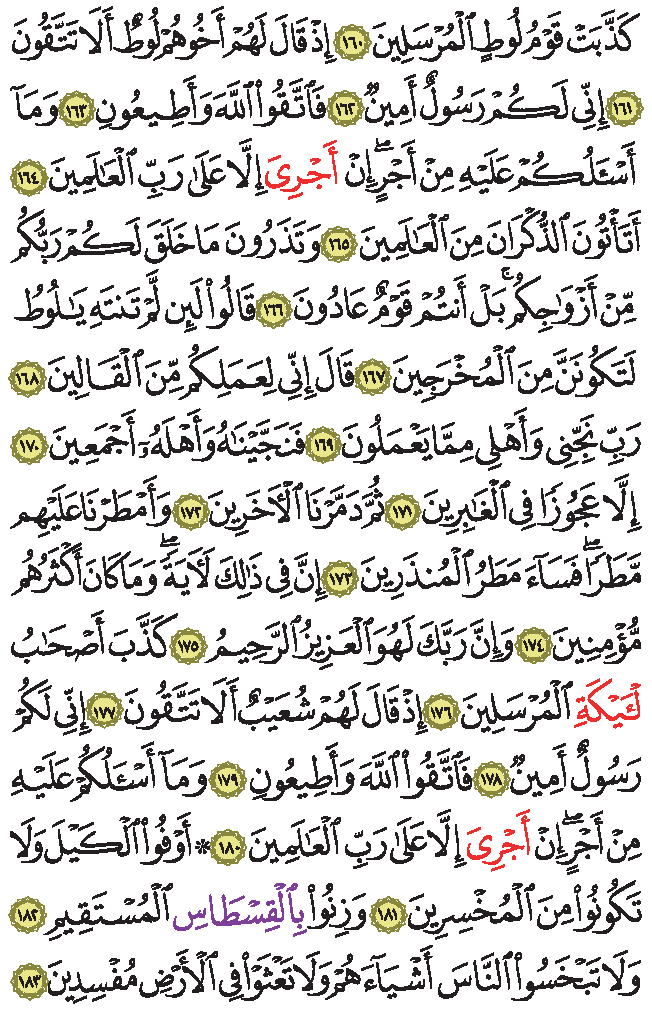 كَذَّبَتْ قَوْمُ لُوطٍ ٱلْمُرْسَلِينَ ١٦٠ إِذْ قَالَ لَهُمْ أَخُوهُمْ لُوطٌ أَلَا تَتَّقُونَ
١٦١ إِنِّى لَكُمْ رَسُولٌ أَمِينٌ ١٦٢ فَٱتَّقُوا۟ ٱللَّهَ وَأَطِيعُونِ ١٦٣ وَمَآ
أَسْـَٔلُكُمْ عَلَيْهِ مِنْ أَجْرٍ ۖ إِنْ أَجْرِىَ إِلَّا عَلَىٰ رَبِّ ٱلْعَـٰلَمِينَ ١٦٤
أَتَأْتُونَ ٱلذُّكْرَانَ مِنَ ٱلْعَـٰلَمِينَ ١٦٥ وَتَذَرُونَ مَا خَلَقَ لَكُمْ رَبُّكُم
مِّنْ أَزْوَٰجِكُم ۚ بَلْ أَنتُمْ قَوْمٌ عَادُونَ ١٦٦ قَالُوا۟ لَئِن لَّمْ تَنتَهِ يَـٰلُوطُ
لَتَكُونَنَّ مِنَ ٱلْمُخْرَجِينَ ١٦٧ قَالَ إِنِّى لِعَمَلِكُم مِّنَ ٱلْقَالِينَ ١٦٨
رَبِّ نَجِّنِى وَأَهْلِى مِمَّا يَعْمَلُونَ ١٦٩ فَنَجَّيْنَـٰهُ وَأَهْلَهُۥٓ أَجْمَعِينَ ١٧٠
إِلَّا عَجُوزًا فِى ٱلْغَـٰبِرِينَ ١٧١ ثُمَّ دَمَّرْنَا ٱلْـَٔاخَرِينَ ١٧٢ وَأَمْطَرْنَا عَلَيْهِم
مَّطَرًا ۖ فَسَآءَ مَطَرُ ٱلْمُنذَرِينَ ١٧٣ إِنَّ فِى ذَٰلِكَ لَـَٔايَةً ۖ وَمَا كَانَ أَكْثَرُهُم
مُّؤْمِنِينَ ١٧٤ وَإِنَّ رَبَّكَ لَهُوَ ٱلْعَزِيزُ ٱلرَّحِيمُ ١٧٥ كَذَّبَ أَصْحَـٰبُ
لْـَٔيْكَةِ ٱلْمُرْسَلِينَ ١٧٦ إِذْ قَالَ لَهُمْ شُعَيْبٌ أَلَا تَتَّقُونَ ١٧٧ إِنِّى لَكُمْ
رَسُولٌ أَمِينٌ ١٧٨ فَٱتَّقُوا۟ ٱللَّهَ وَأَطِيعُونِ ١٧٩ وَمَآ أَسْـَٔلُكُمْ عَلَيْهِ
مِنْ أَجْرٍ ۖ إِنْ أَجْرِىَ إِلَّا عَلَىٰ رَبِّ ٱلْعَـٰلَمِينَ ١٨٠ * أَوْفُوا۟ ٱلْكَيْلَ وَلَا
تَكُونُوا۟ مِنَ ٱلْمُخْسِرِينَ ١٨١ وَزِنُوا۟ بِٱلْقِسْطَاسِ ٱلْمُسْتَقِيمِ ١٨٢
وَلَا تَبْخَسُوا۟ ٱلنَّاسَ أَشْيَآءَهُمْ وَلَا تَعْثَوْا۟ فِى ٱلْأَرْضِ مُفْسِدِينَ ١٨٣